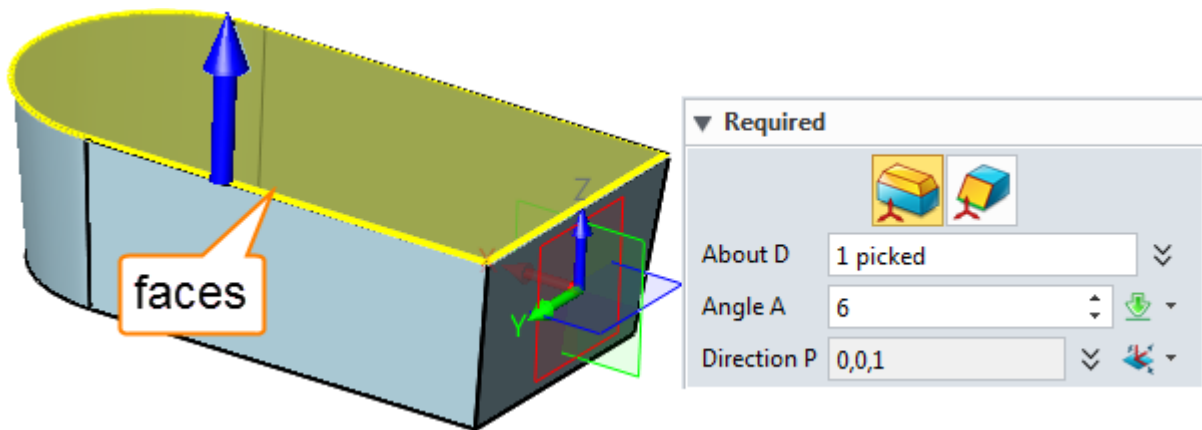 faces
Z
X
Y
Required
About D 1 picked
Angle A 6
Direction P 0,0,1